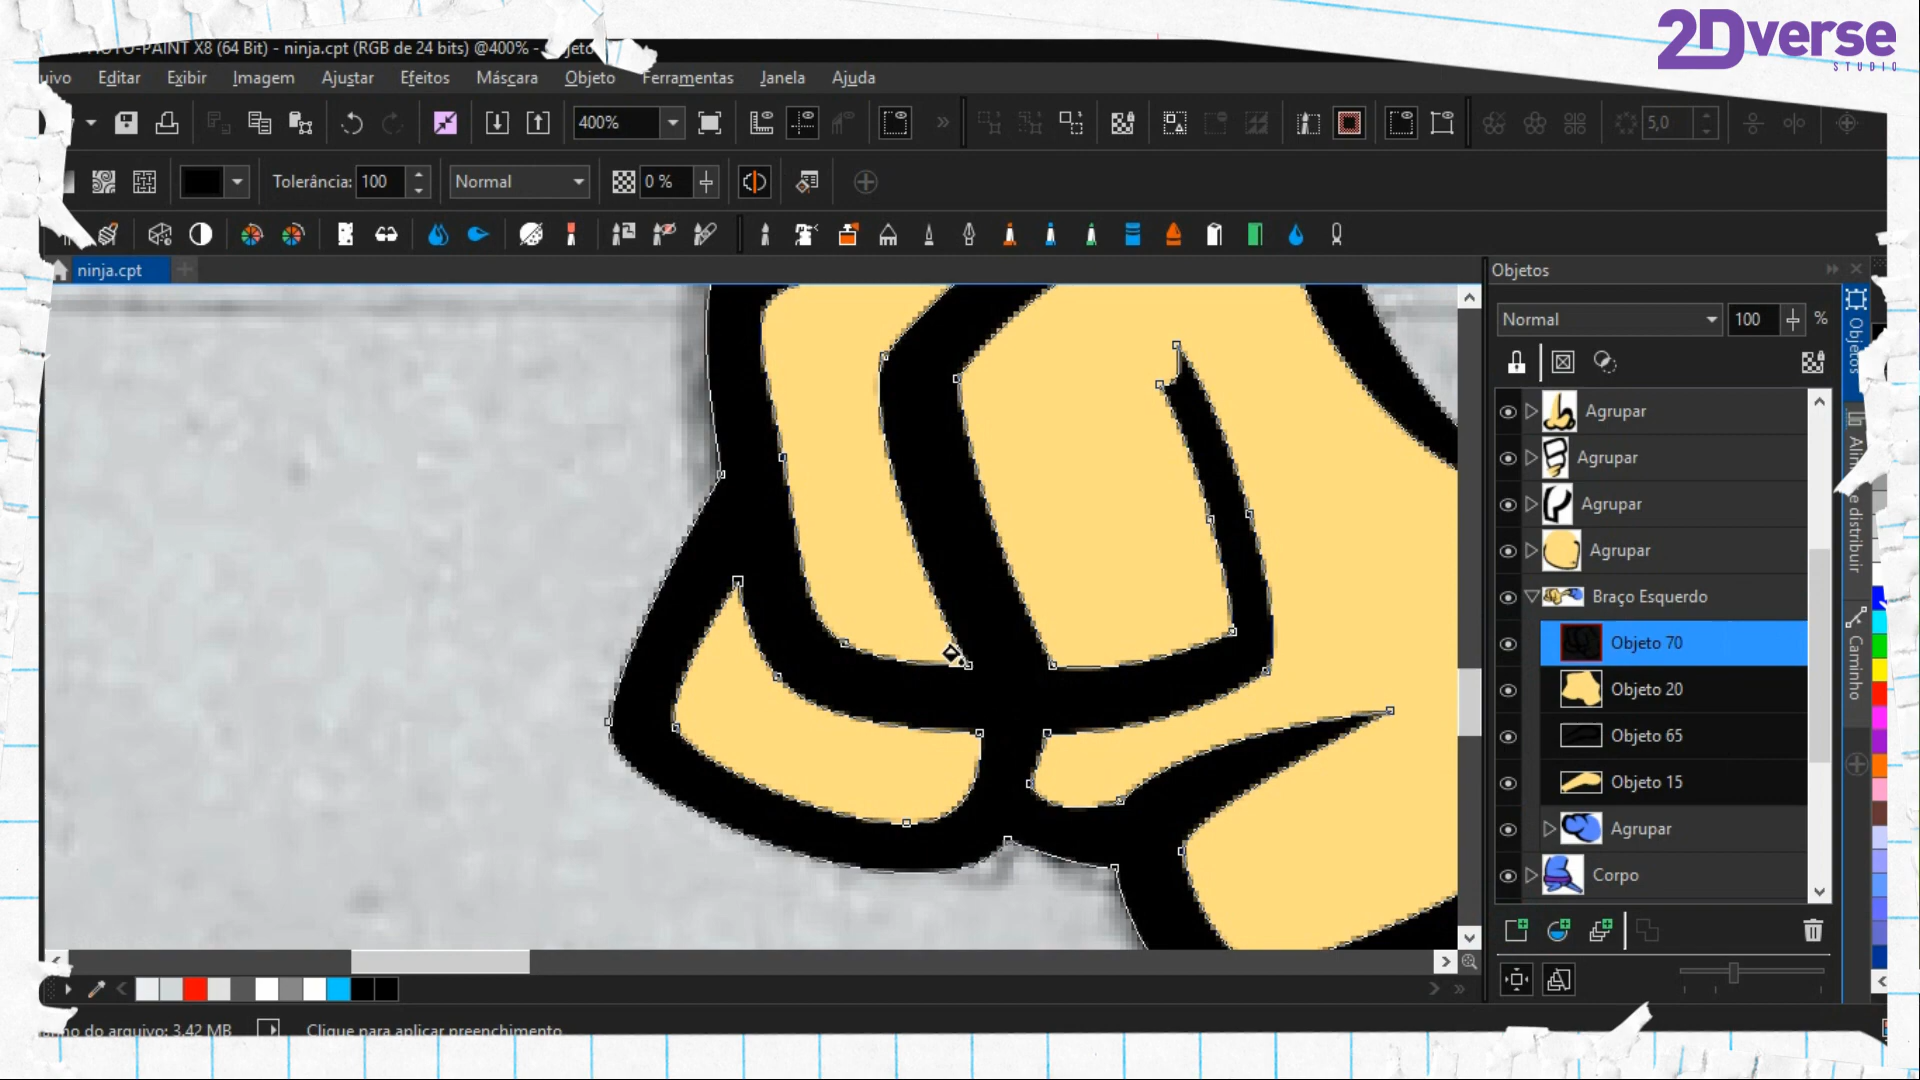 2Dverse
STUDIO
OTO-PAINT X8 (64 Bit) - ninja.cpt (RGB de 24 bits) @400% -
uivo Editar Exibir Imagem Ajustar Efeitos Máscara Objeto Ferramentas Janela Ajuda
400% 5,0
Tolerância: 100 Normal 0 %
ninja.cpt
Objetos
Normal 100 %
Objetos
Agrupar
Agrupar
Agrupar
Agrupar
e distribuir
Braço Esquerdo
Objeto 70
Caminho
Objeto 20
Objeto 65
Objeto 15
Agrupar
Corpo
nho do arquivo: 3,42 MB Clique para aplicar preenchimento